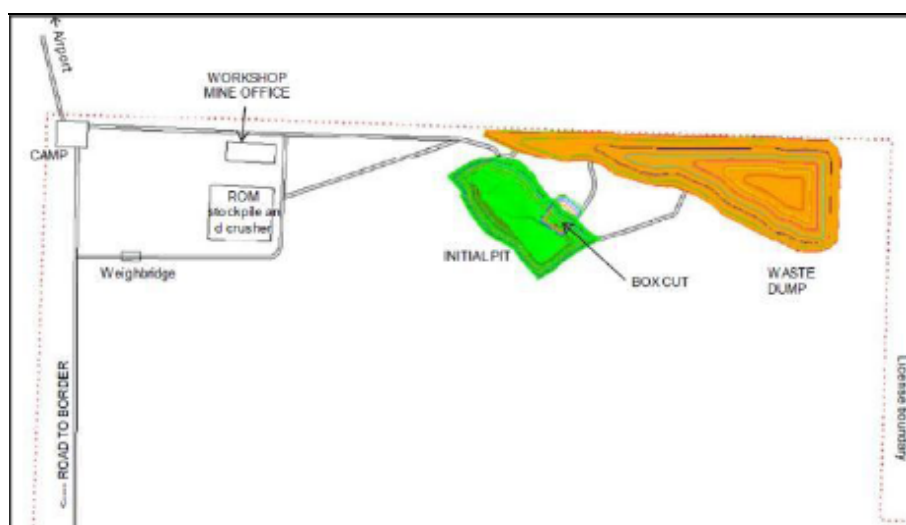 Airport
WORKSHOP
MINE OFFICE
CAMP
ROM
stockpile an
d crusher
INITIAL PIT
Weighbridge
BOX CUT
WASTE
DUMP
<---- ROAD TO BORDER
License boundary